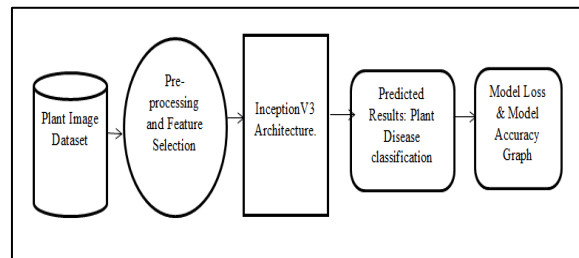 Plant Image
Dataset
Pre-
processing
and Feature
Selection
InceptionV3
Architecture.
Predicted
Results: Plant
Disease
classification
Model Loss
& Model
Accuracy
Graph